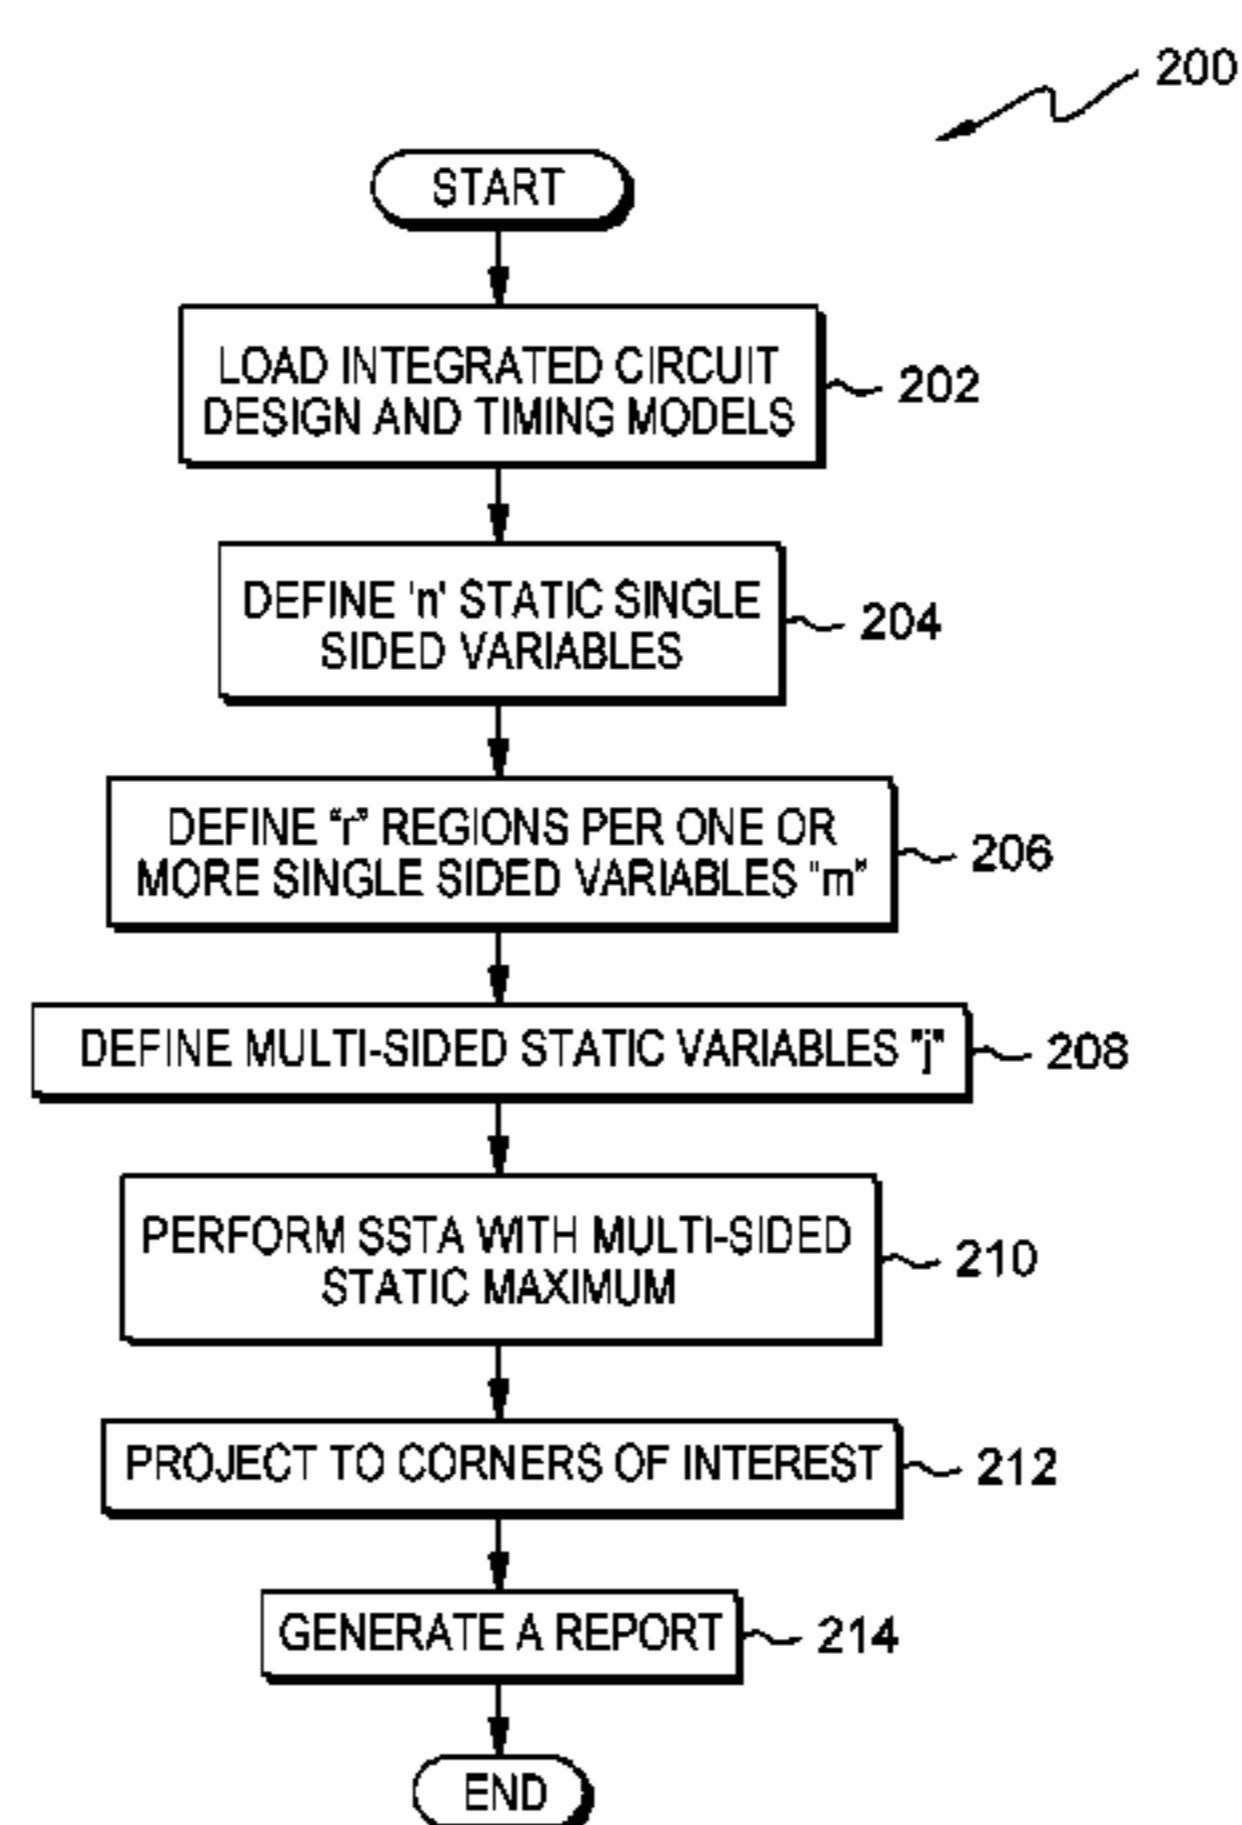 200
START
LOAD INTEGRATED CIRCUIT
DESIGN AND TIMING MODELS
202
DEFINE 'n' STATIC SINGLE
SIDED VARIABLES
204
DEFINE “r” REGIONS PER ONE OR
MORE SINGLE SIDED VARIABLES “m”
206
DEFINE MULTI-SIDED STATIC VARIABLES "j"
208
PERFORM SSTA WITH MULTI-SIDED
STATIC MAXIMUM
210
PROJECT TO CORNERS OF INTEREST
212
GENERATE A REPORT
214
END